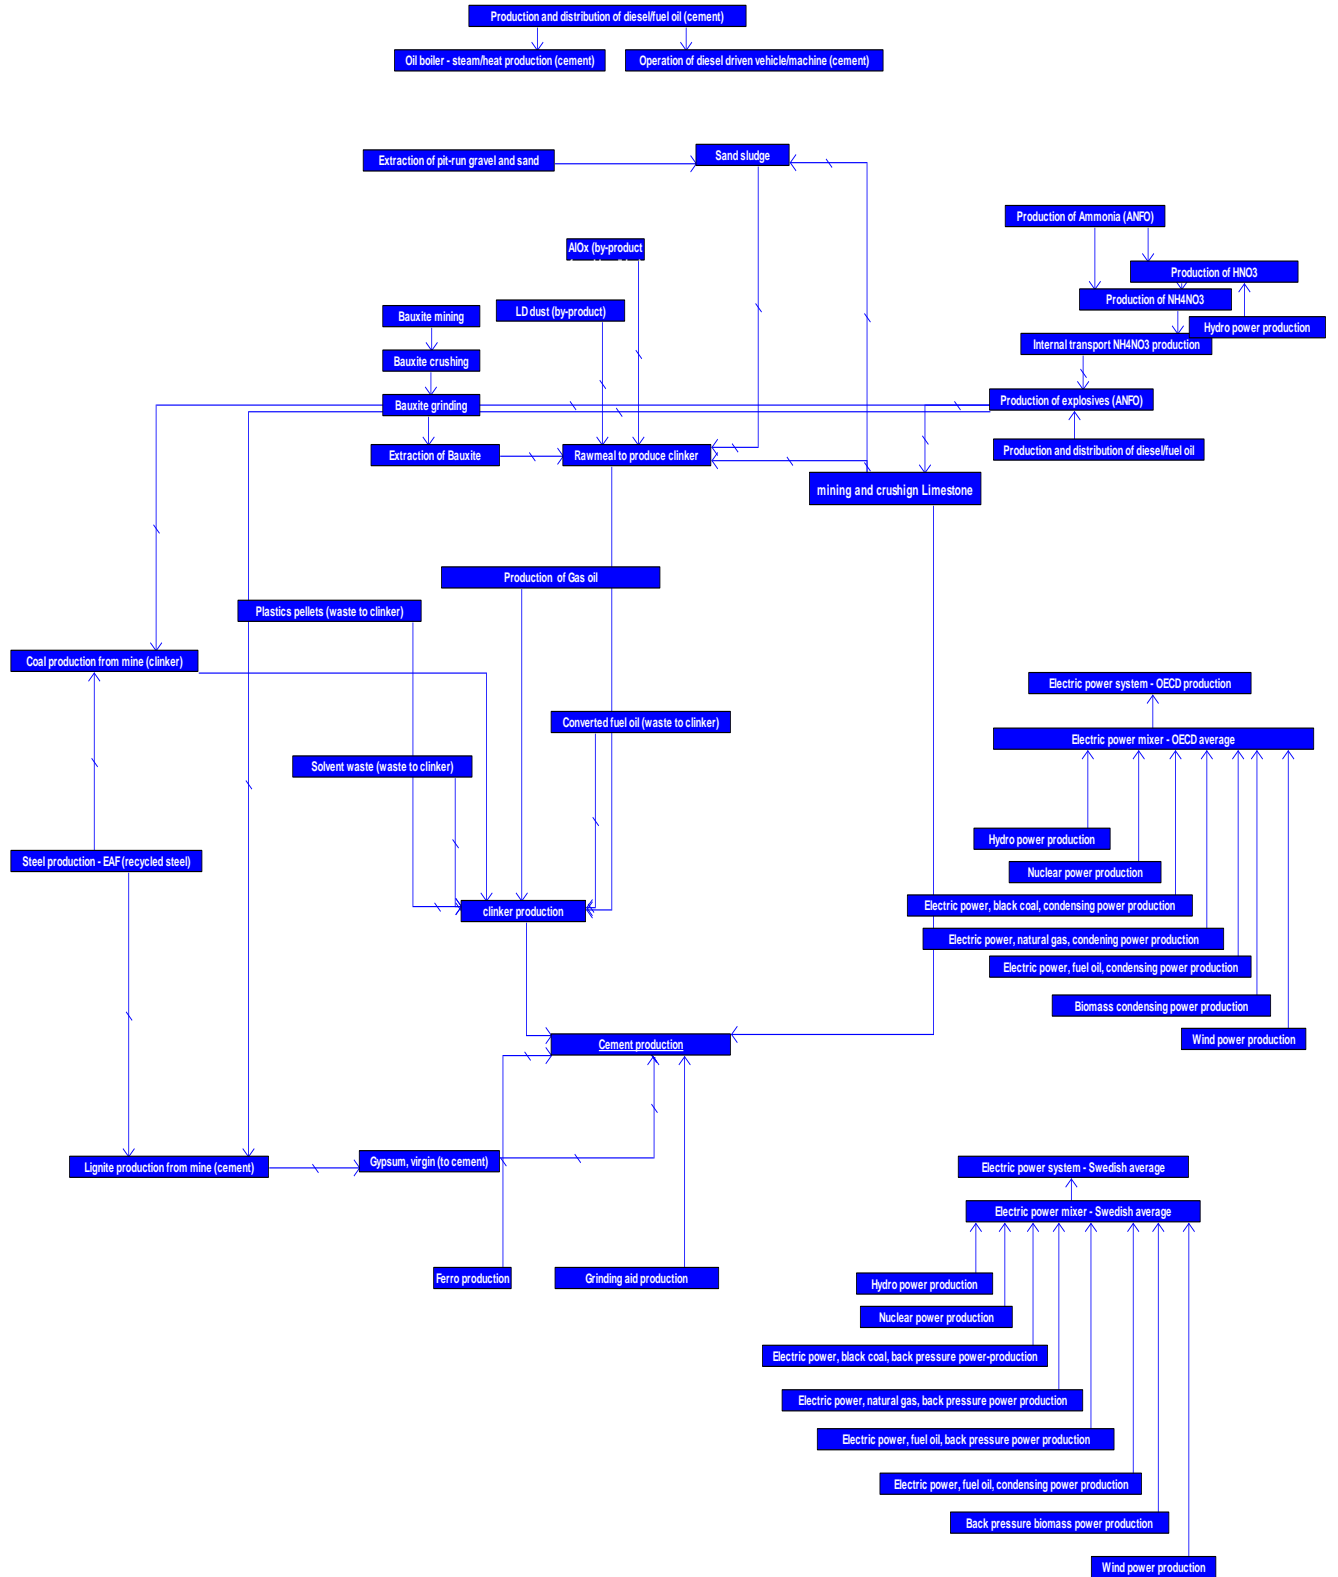 Production and distribution of diesel/fuel oil (cement)
Oil boiler - steam/heat production (cement)
Operation of diesel driven vehicle/machine (cement)
Sand sludge
Extraction of pit-run gravel and sand
Production of Ammonia (ANFO)
AlOx (by-product
Production of HNO3
Production of NH4NO3
LD dust (by-product)
Bauxite mining
Hydro power production
Internal transport NH4NO3 production
Bauxite crushing
Production of explosives (ANFO)
Bauxite grinding
Production and distribution of diesel/fuel oil
Extraction of Bauxite
Rawmeal to produce clinker
mining and crushign Limestone
Production of Gas oil
Plastics pellets (waste to clinker)
Coal production from mine (clinker)
Electric power system - OECD production
Converted fuel oil (waste to clinker)
Electric power mixer - OECD average
Solvent waste (waste to clinker)
Hydro power production
Steel production - EAF (recycled steel)
Nuclear power production
Electric power, black coal, condensing power production
clinker production
Electric power, natural gas, condening power production
Electric power, fuel oil, condensing power production
Biomass condensing power production
Wind power production
Cement production
Gypsum, virgin (to cement)
Lignite production from mine (cement)
Electric power system - Swedish average
Electric power mixer - Swedish average
Ferro production
Grinding aid production
Hydro power production
Nuclear power production
Electric power, black coal, back pressure power-production
Electric power, natural gas, back pressure power production
Electric power, fuel oil, back pressure power production
Electric power, fuel oil, condensing power production
Back pressure biomass power production
Wind power production